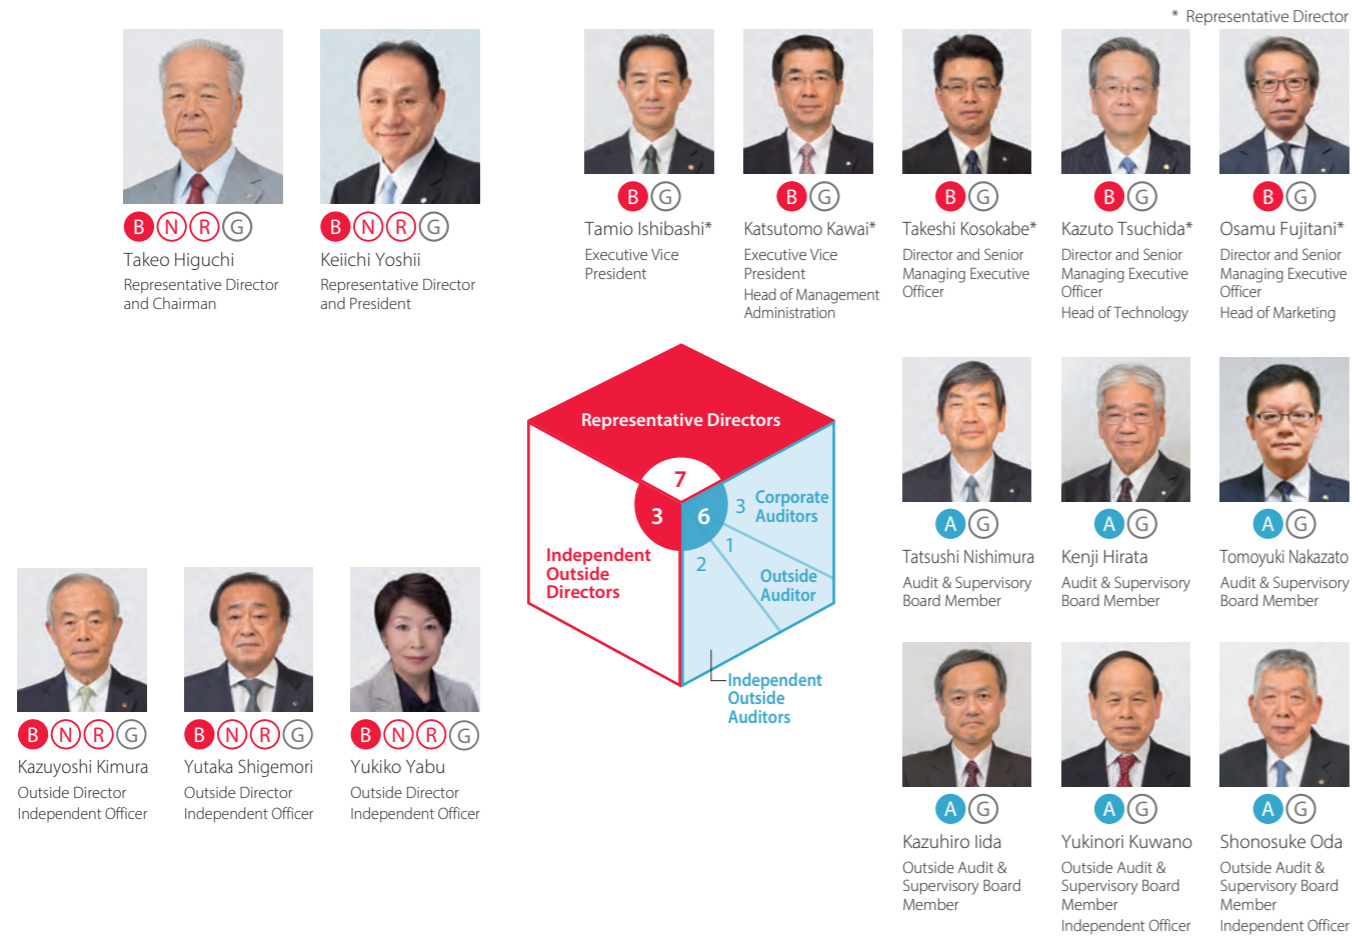 * Representative Director
B N R G
Takeo Higuchi
Representative Director
and Chairman
B N R G
Keiichi Yoshii
Representative Director
and President
B G
Tamio Ishibashi*
Executive Vice
President
B G
Katsutomo Kawai*
Executive Vice
President
Head of Management
Administration
B G
Takeshi Kosokabe*
Director and Senior
Managing Executive
Officer
B G
Kazuto Tsuchida*
Director and Senior
Managing Executive
Officer
Head of Technology
B G
Osamu Fujitani*
Director and Senior
Managing Executive
Officer
Head of Marketing
Representative Directors
7
3
6
Independent
Outside
Directors
3
Corporate
Auditors
1
Outside
Auditor
2
Independent
Outside
Auditors
A G
Tatsushi Nishimura
Audit & Supervisory
Board Member
A G
Kenji Hirata
Audit & Supervisory
Board Member
A G
Tomoyuki Nakazato
Audit & Supervisory
Board Member
B N R G
Kazuyoshi Kimura
Outside Director
Independent Officer
B N R G
Yutaka Shigemori
Outside Director
Independent Officer
B N R G
Yukiko Yabu
Outside Director
Independent Officer
A G
Kazuhiro Iida
Outside Audit &
Supervisory Board
Member
A G
Yukinori Kuwano
Outside Audit &
Supervisory Board
Member
Independent Officer
A G
Shonosuke Oda
Outside Audit &
Supervisory Board
Member
Independent Officer